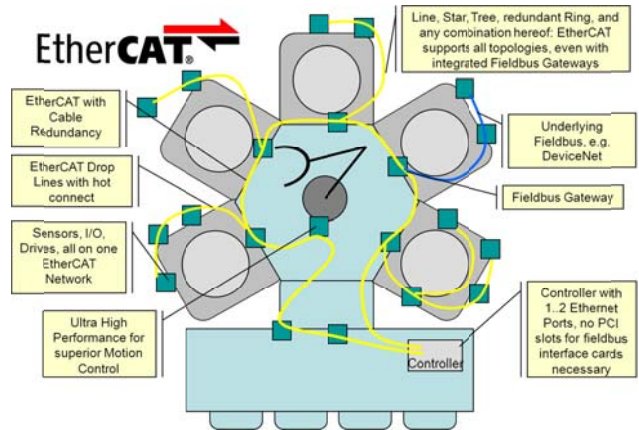 EtherCAT®
Line, Star, Tree, redundant Ring, and
any combination hereof: EtherCAT
supports all topologies, even with
integrated Fieldbus Gateways
EtherCAT with
Cable
Redundancy
Underlying
Fieldbus, e.g.
DeviceNet
EtherCAT Drop
Lines with hot
connect
Fieldbus Gateway
Sensors, I/O,
Drives, all on one
EtherCAT
Network
Ultra High
Performance for
superior Motion
Control
Controller with
1..2 Ethernet
Ports, no PCI
slots for fieldbus
interface cards
necessary
Controller